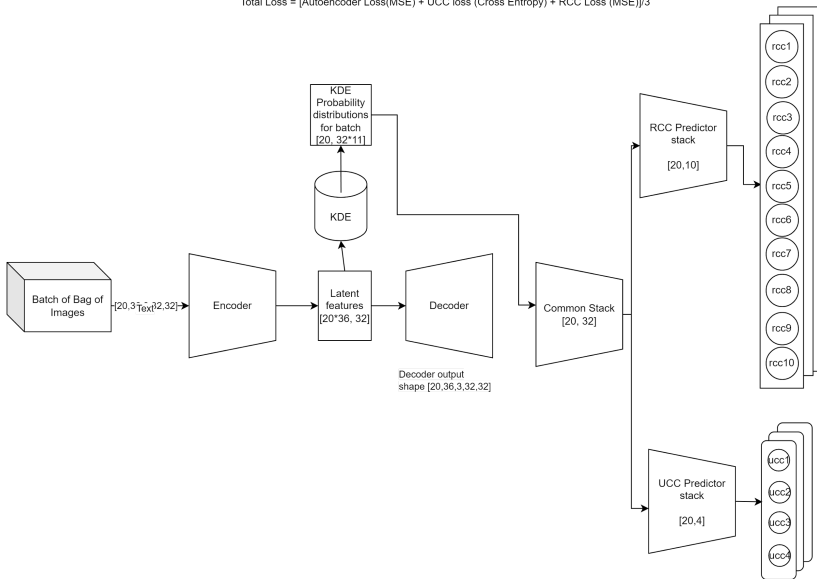 Total Loss = [Autoencoder Loss(MSE) + UCC loss (Cross Entropy) + RCC Loss (MSE)]/3
KDE
Probability
distributions
for batch
[20, 32*11]
KDE
Batch of Bag of
Images
Text
Encoder
Latent
features
[20*36, 32]
Decoder
Decoder output
shape [20,36,3,32,32]
Common Stack
[20, 32]
RCC Predictor
stack
[20,10]
rcc1
rcc2
rcc3
rcc4
rcc5
rcc6
rcc7
rcc8
rcc9
rcc10
UCC Predictor
stack
[20,4]
ucc1
ucc2
ucc3
ucc4